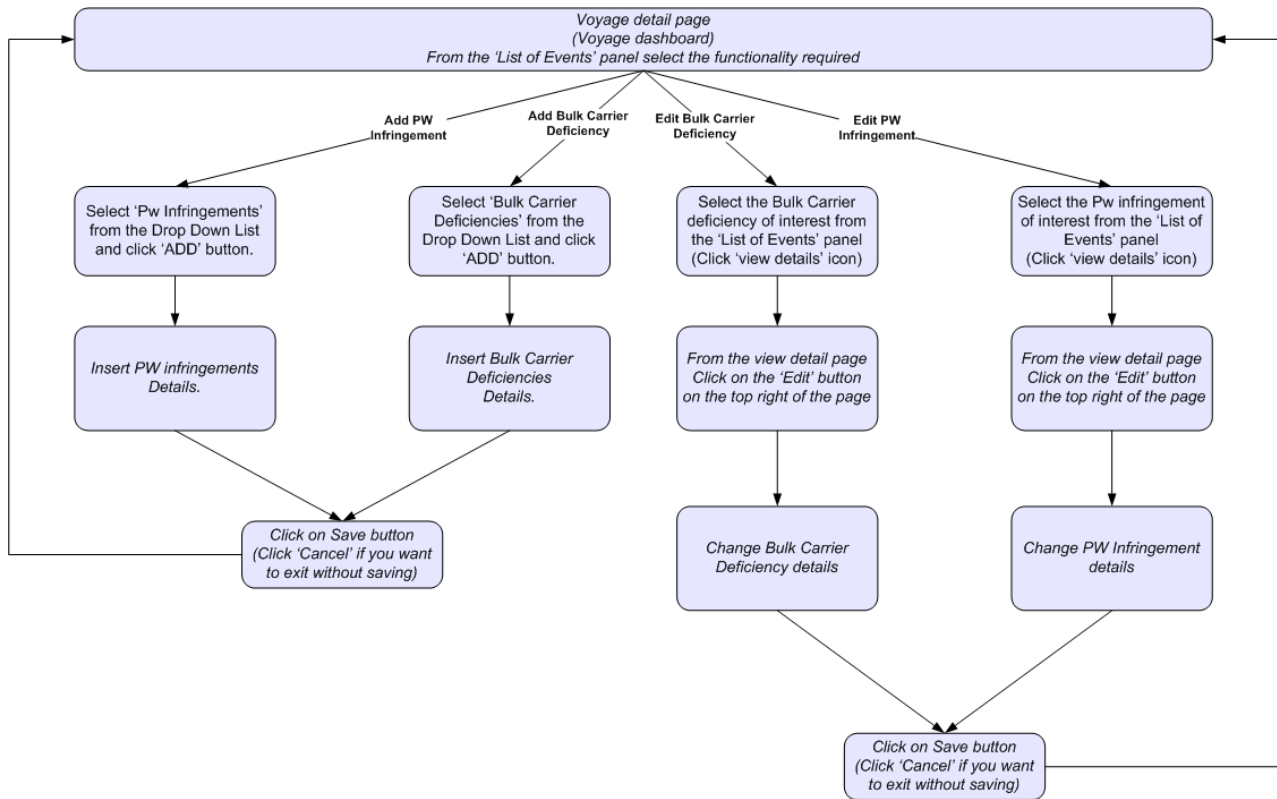 Voyage detail page
(Voyage dashboard)
From the ‘List of Events’ panel select the functionality required
Add PW
Infringement
Add Bulk Carrier
Deficiency
Edit Bulk Carrier
Deficiency
Edit PW
Infringement
Select ‘Pw Infringements’
from the Drop Down List
and click ‘ADD’ button.
Select ‘Bulk Carrier
Deficiencies’ from the
Drop Down List and click
‘ADD’ button.
Select the Bulk Carrier
deficiency of interest from
the ‘List of Events’ panel
(Click ‘view details’ icon)
Select the Pw infringement
of interest from the ‘List of
Events’ panel
(Click ‘view details’ icon)
Insert PW infringements
Details.
Insert Bulk Carrier
Deficiencies
Details.
From the view detail page
Click on the ‘Edit’ button
on the top right of the page
From the view detail page
Click on the ‘Edit’ button
on the top right of the page
Click on Save button
(Click ‘Cancel’ if you want
to exit without saving)
Change Bulk Carrier
Deficiency details
Change PW Infringement
details
Click on Save button
(Click ‘Cancel’ if you want
to exit without saving)